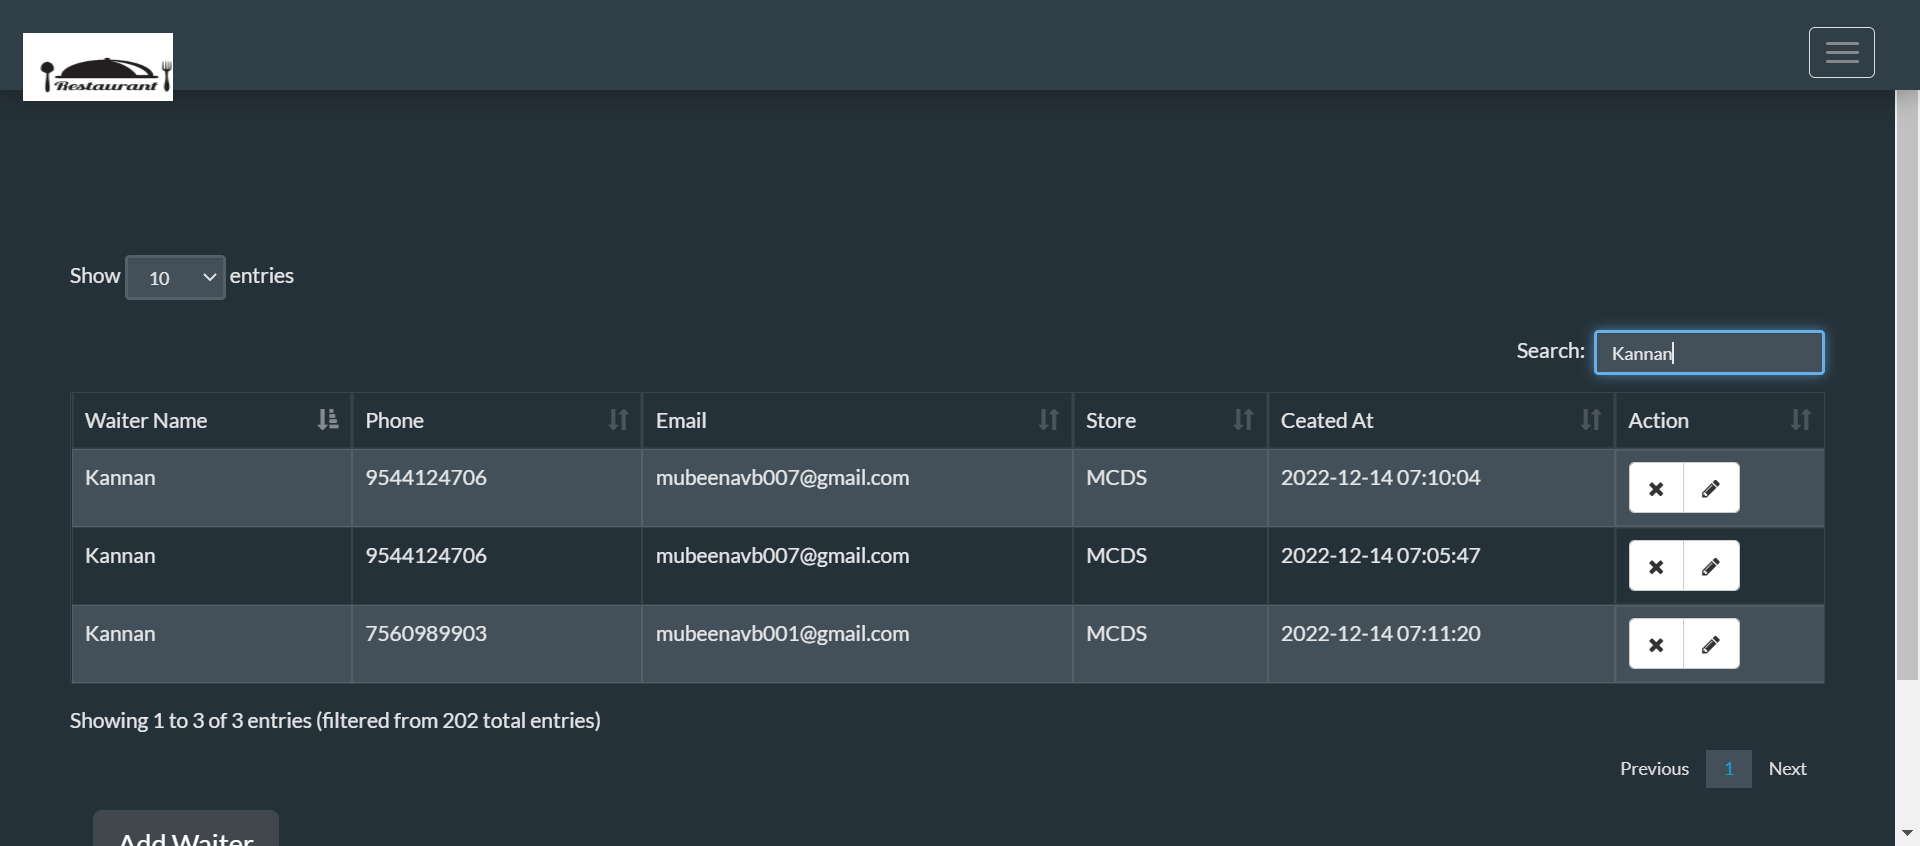 Restaurant
Show 10 entries
Search: Kannan
Waiter Name Phone Email Store Ceated At Action
Kannan 9544124706 mubeenavb007@gmail.com MCDS 2022-12-14 07:10:04
Kannan 9544124706 mubeenavb007@gmail.com MCDS 2022-12-14 07:05:47
Kannan 7560989903 mubeenavb001@gmail.com MCDS 2022-12-14 07:11:20
Showing 1 to 3 of 3 entries (filtered from 202 total entries)
Previous 1 Next
Add Waiter